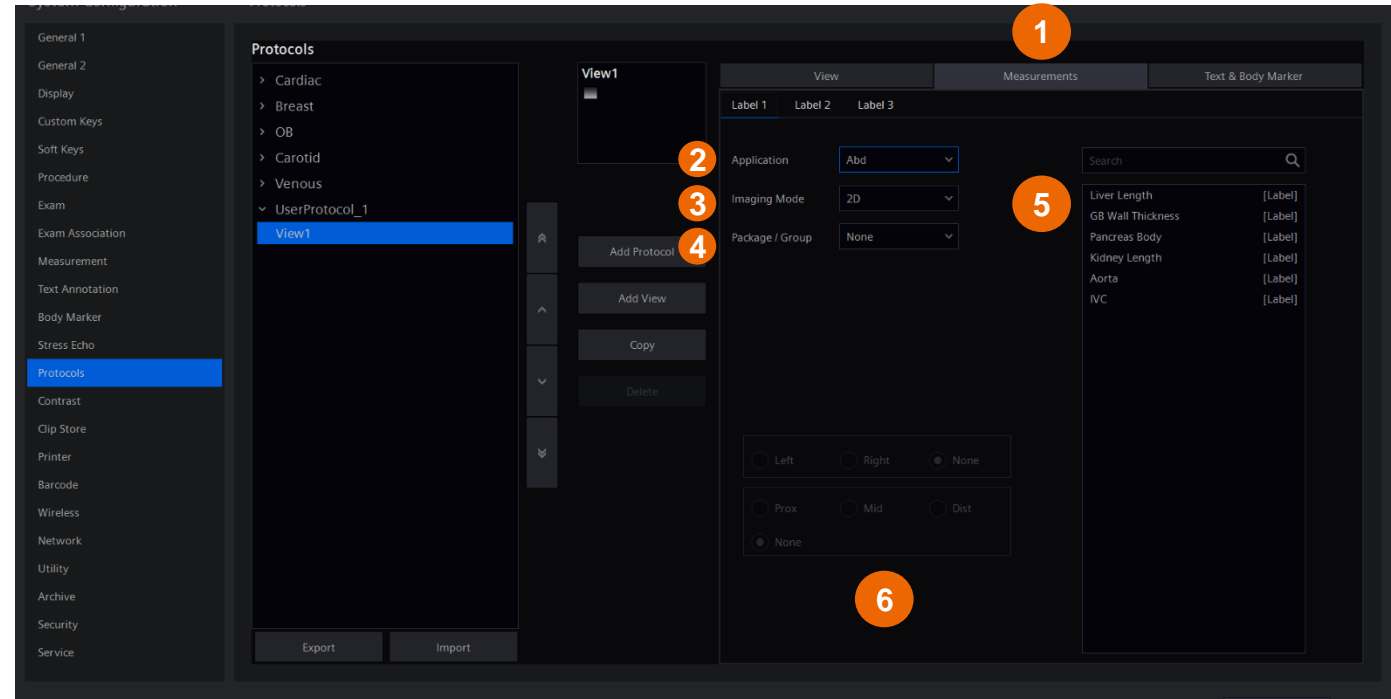 System Configuration
Protocols
1
General 1
General 2
Display
Custom Keys
Soft Keys
Procedure
Exam
Exam Association
Measurement
Text Annotation
Body Marker
Stress Echo
Protocols
Contrast
Clip Store
Printer
Barcode
Wireless
Network
Utility
Archive
Security
Service
Protocols
Cardiac
Breast
OB
Carotid
Venous
UserProtocol_1
View1
Export Import
View1
Add Protocol
Add View
Copy
Delete
View Measurements Text & Body Marker
Label 1 Label 2 Label 3
2 Application Abd
3 Imaging Mode 2D
4 Package / Group None
Left Right None
Prox Mid Dist
None
6
5
Search
Liver Length [Label]
GB Wall Thickness [Label]
Pancreas Body [Label]
Kidney Length [Label]
Aorta [Label]
IVC [Label]